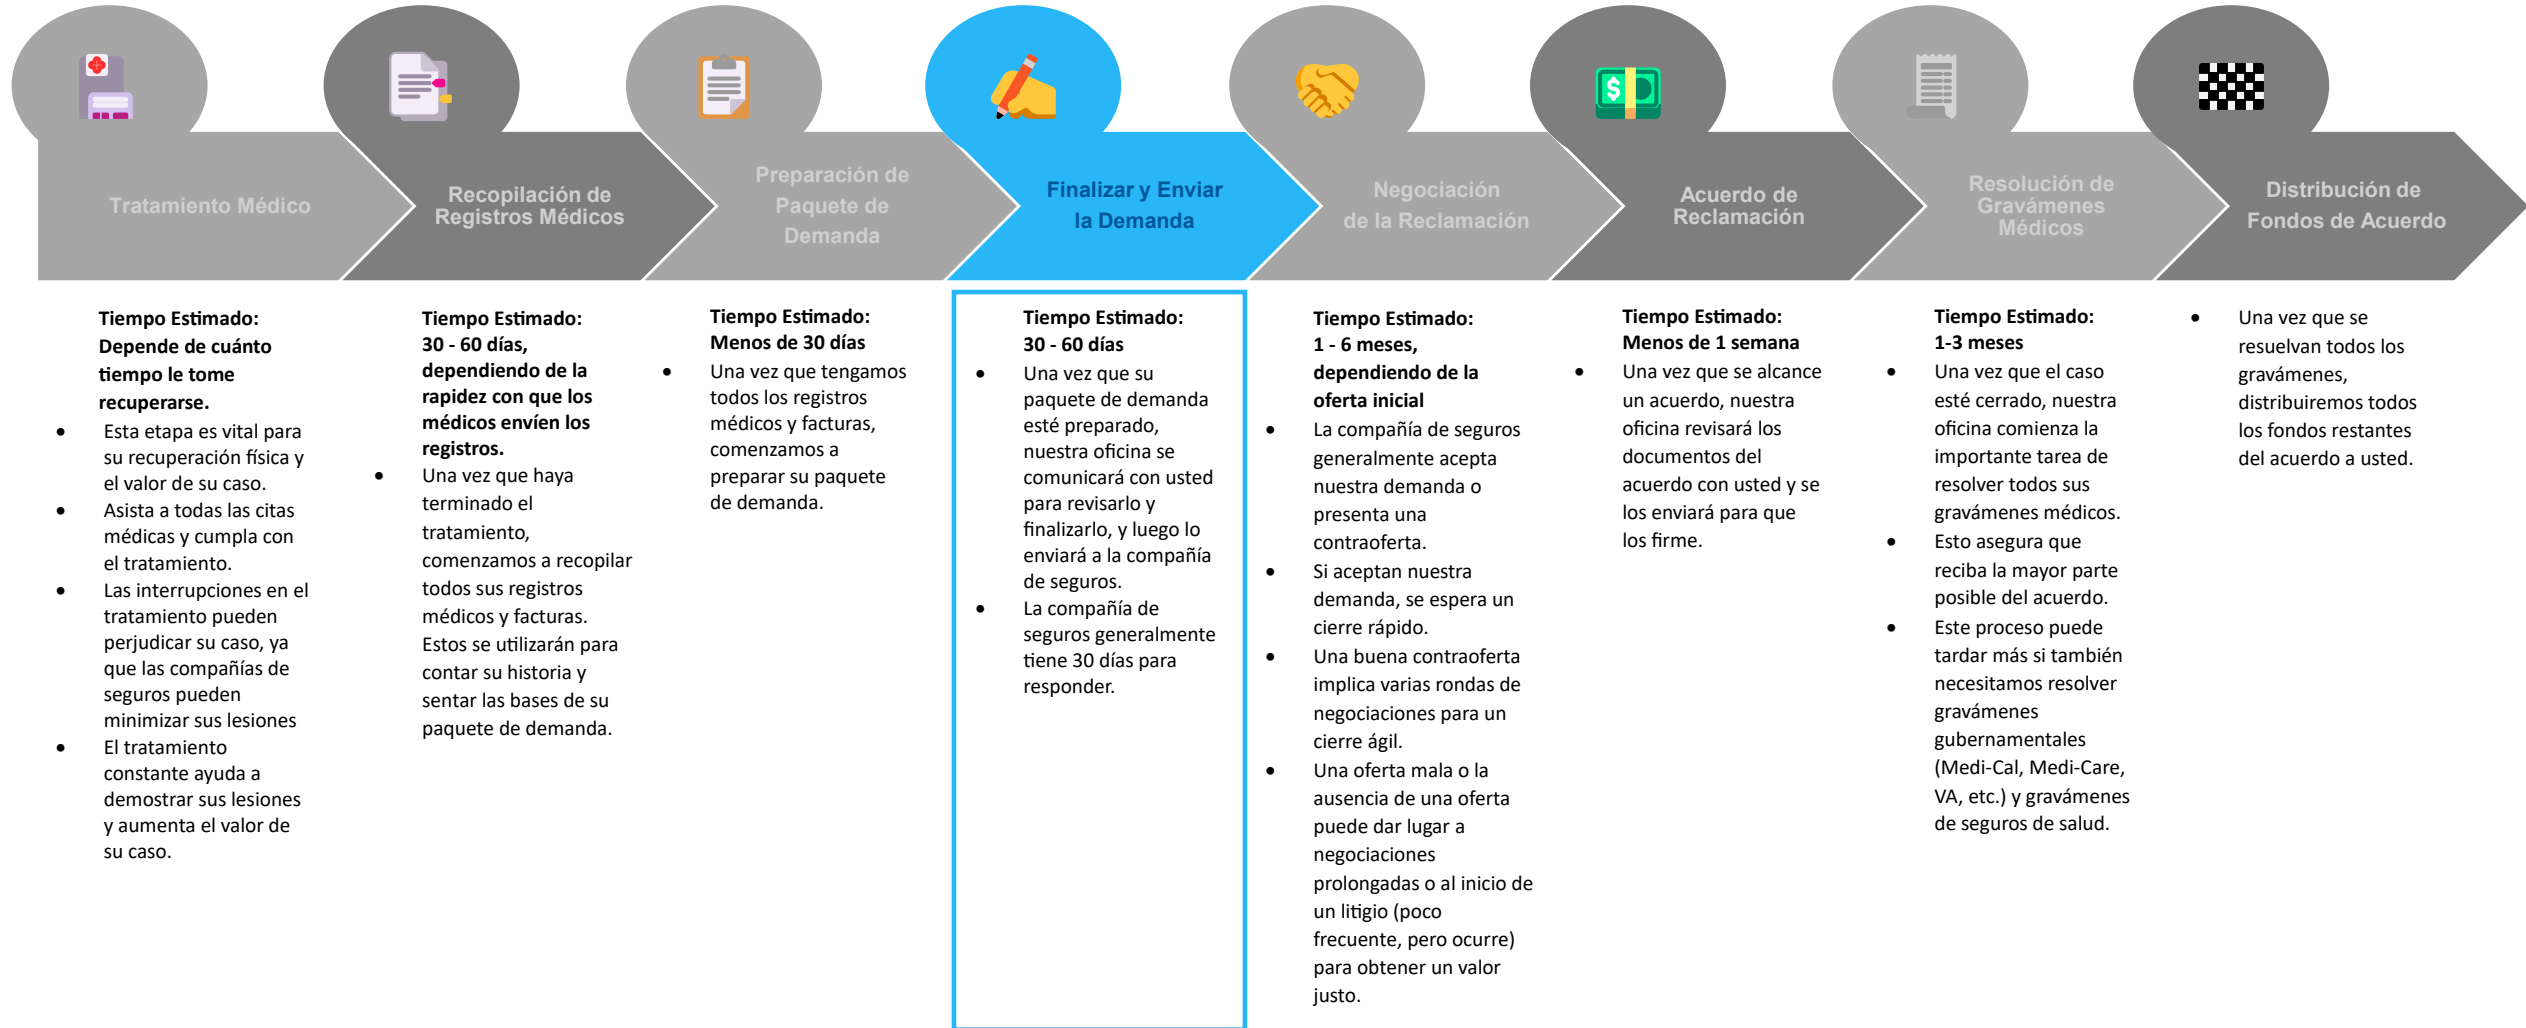 Tratamiento Médico
Recopilación de
Registros Médicos
Preparación de
Paquete de
Demanda
Finalizar y Enviar
la Demanda
Negociación
de la Reclamación
Acuerdo de
Reclamación
Resolución de
Gravámenes
Médicos
Distribución de
Fondos de Acuerdo
Tiempo Estimado:
Depende de cuánto
tiempo le tome
recuperarse.
• Esta etapa es vital para
su recuperación física y
el valor de su caso.
• Asista a todas las citas
médicas y cumpla con
el tratamiento.
• Las interrupciones en el
tratamiento pueden
perjudicar su caso, ya
que las compañías de
seguros pueden
minimizar sus lesiones
• El tratamiento
constante ayuda a
demostrar sus lesiones
y aumenta el valor de
su caso.
Tiempo Estimado:
30 - 60 días,
dependiendo de la
rapidez con que los
médicos envíen los
registros.
• Una vez que haya
terminado el
tratamiento,
comenzamos a recopilar
todos sus registros
médicos y facturas.
Estos se utilizarán para
contar su historia y
sentar las bases de su
paquete de demanda.
Tiempo Estimado:
Menos de 30 días
• Una vez que tengamos
todos los registros
médicos y facturas,
comenzamos a
preparar su paquete
de demanda.
Tiempo Estimado:
30 - 60 días
• Una vez que su
paquete de demanda
esté preparado,
nuestra oficina se
comunicará con usted
para revisarlo y
finalizarlo, y luego lo
enviará a la compañía
de seguros.
• La compañía de
seguros generalmente
tiene 30 días para
responder.
Tiempo Estimado:
1 - 6 meses,
dependiendo de la
oferta inicial
• La compañía de seguros
generalmente acepta
nuestra demanda o
presenta una
contraoferta.
• Si aceptan nuestra
demanda, se espera un
cierre rápido.
• Una buena contraoferta
implica varias rondas de
negociaciones para un
cierre ágil.
• Una oferta mala o la
ausencia de una oferta
puede dar lugar a
negociaciones
prolongadas o al inicio de
un litigio (poco
frecuente, pero ocurre)
para obtener un valor
justo.
Tiempo Estimado:
Menos de 1 semana
• Una vez que se alcance
un acuerdo, nuestra
oficina revisará los
documentos del
acuerdo con usted y se
los enviará para que
los firme.
Tiempo Estimado:
1-3 meses
• Una vez que el caso
esté cerrado, nuestra
oficina comienza la
importante tarea de
resolver todos sus
gravámenes médicos.
• Esto asegura que
reciba la mayor parte
posible del acuerdo.
• Este proceso puede
tardar más si también
necesitamos resolver
gravámenes
gubernamentales
(Medi-Cal, Medi-Care,
VA, etc.) y gravámenes
de seguros de salud.
• Una vez que se
resuelvan todos los
gravámenes,
distribuiremos todos
los fondos restantes
del acuerdo a usted.